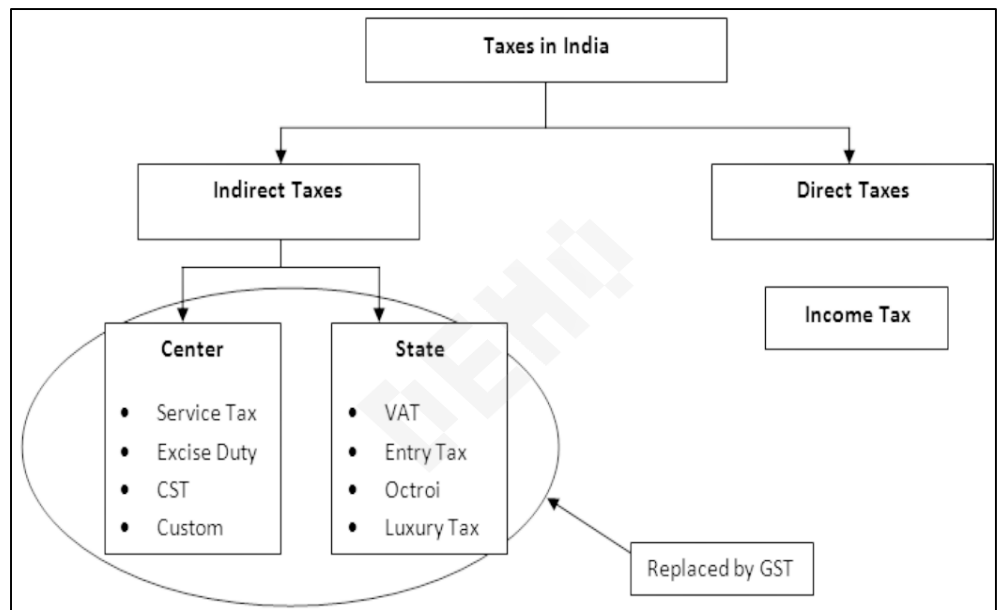 Taxes in India
Indirect Taxes
Direct Taxes
Income Tax
Center
• Service Tax
• Excise Duty
• CST
• Custom
State
• VAT
• Entry Tax
• Octroi
• Luxury Tax
Replaced by GST